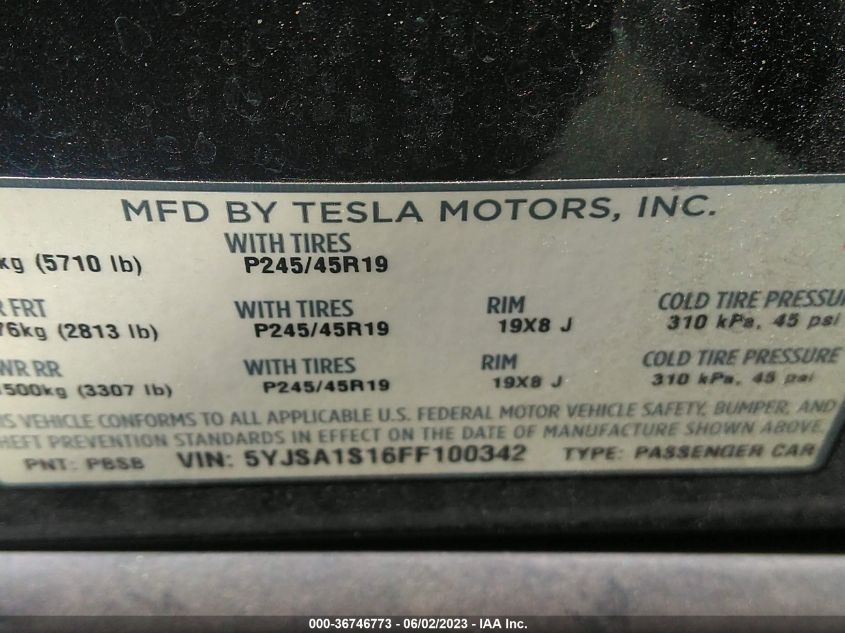 MFD BY TESLA MOTORS, INC.
WITH TIRES
kg (5710 lb) P245/45R19
R FRT WITH TIRES RIM COLD TIRE PRESSU
76kg (2813 lb) P245/45R19 19X8 J 310 kPa, 45 psi
WR RR WITH TIRES RIM COLD TIRE PRESSURE
1500kg (3307 lb) P245/45R19 19X8 J 310 kPa, 45 psi
IS VEHICLE CONFORMS TO ALL APPLICABLE U.S. FEDERAL MOTOR VEHICLE SAFETY, BUMPER, AND
HEFT PREVENTION STANDARDS IN EFFECT ON THE DATE OF MANUFACTURE SHOWN ABOVE.
PNT: PBSB VIN: 5YJSA1S16FF100342 TYPE: PASSENGER CAR
000-36746773 - 06/02/2023 - IAA Inc.